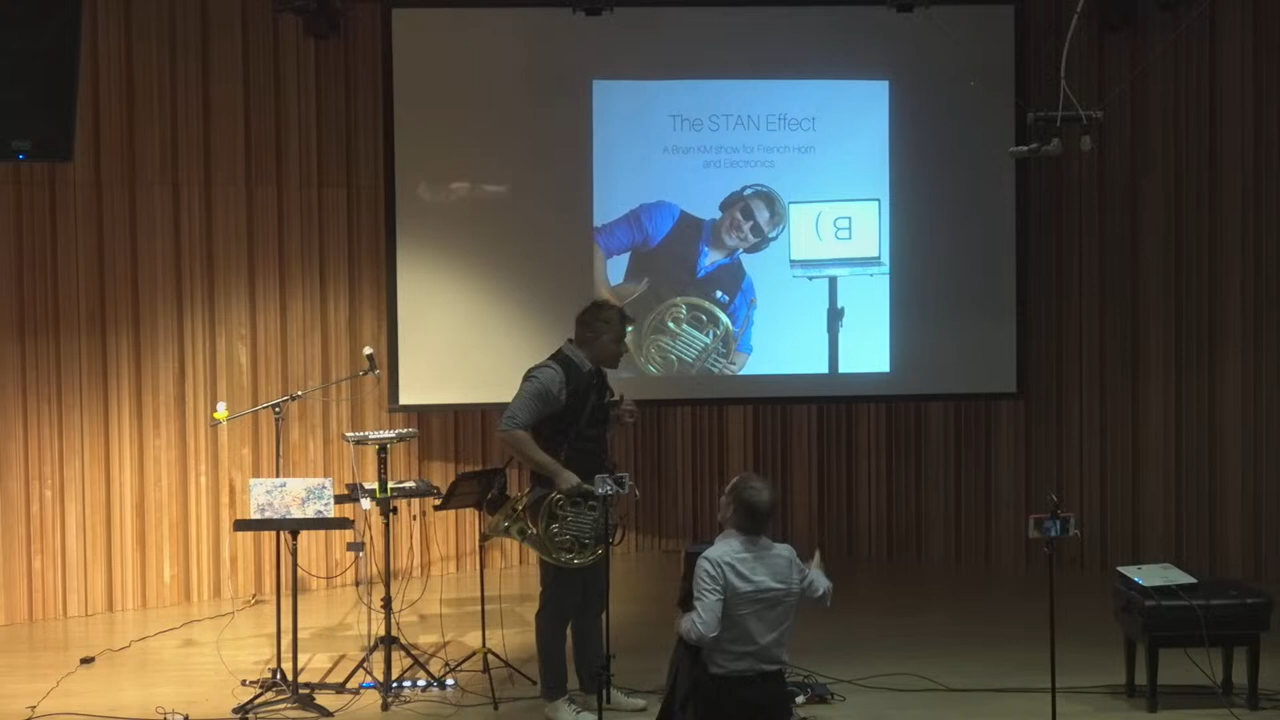 The STAN Effect
A Brian KM show for French Horn
and Electronics
B )